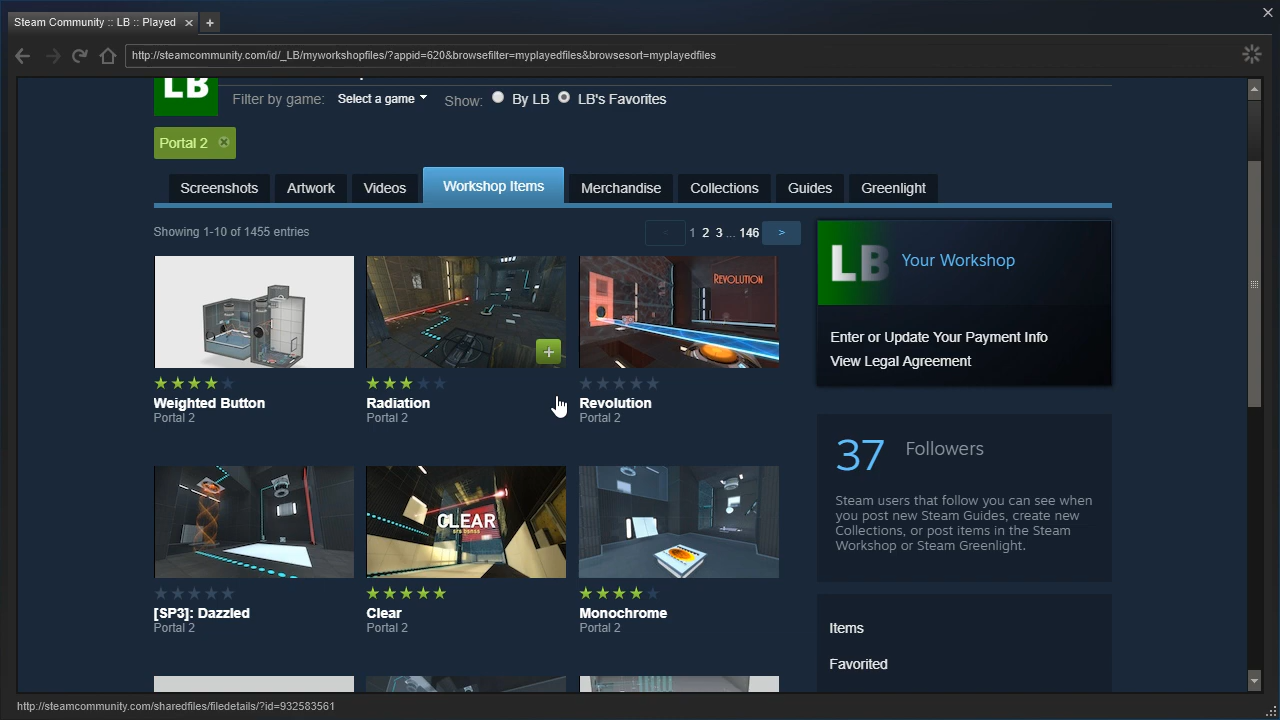 Steam Community :: LB :: Played
http://steamcommunity.com/id/_LB/myworkshopfiles/?appid=620&browsefilter=myplayedfiles&browsesort=myplayedfiles
LB
Filter by game: Select a game Show: By LB LB's Favorites
Portal 2
Screenshots Artwork Videos Workshop Items Merchandise Collections Guides Greenlight
Showing 1-10 of 1455 entries
< 1 2 3 ... 146 >
LB Your Workshop
Enter or Update Your Payment Info
View Legal Agreement
REVOLUTION
Weighted Button
Portal 2
Radiation
Portal 2
Revolution
Portal 2
37 Followers
Steam users that follow you can see when
you post new Steam Guides, create new
Collections, or post items in the Steam
Workshop or Steam Greenlight.
CLEAR
[SP3]: Dazzled
Portal 2
Clear
Portal 2
Monochrome
Portal 2
Items
Favorited
http://steamcommunity.com/sharedfiles/filedetails/?id=932583561